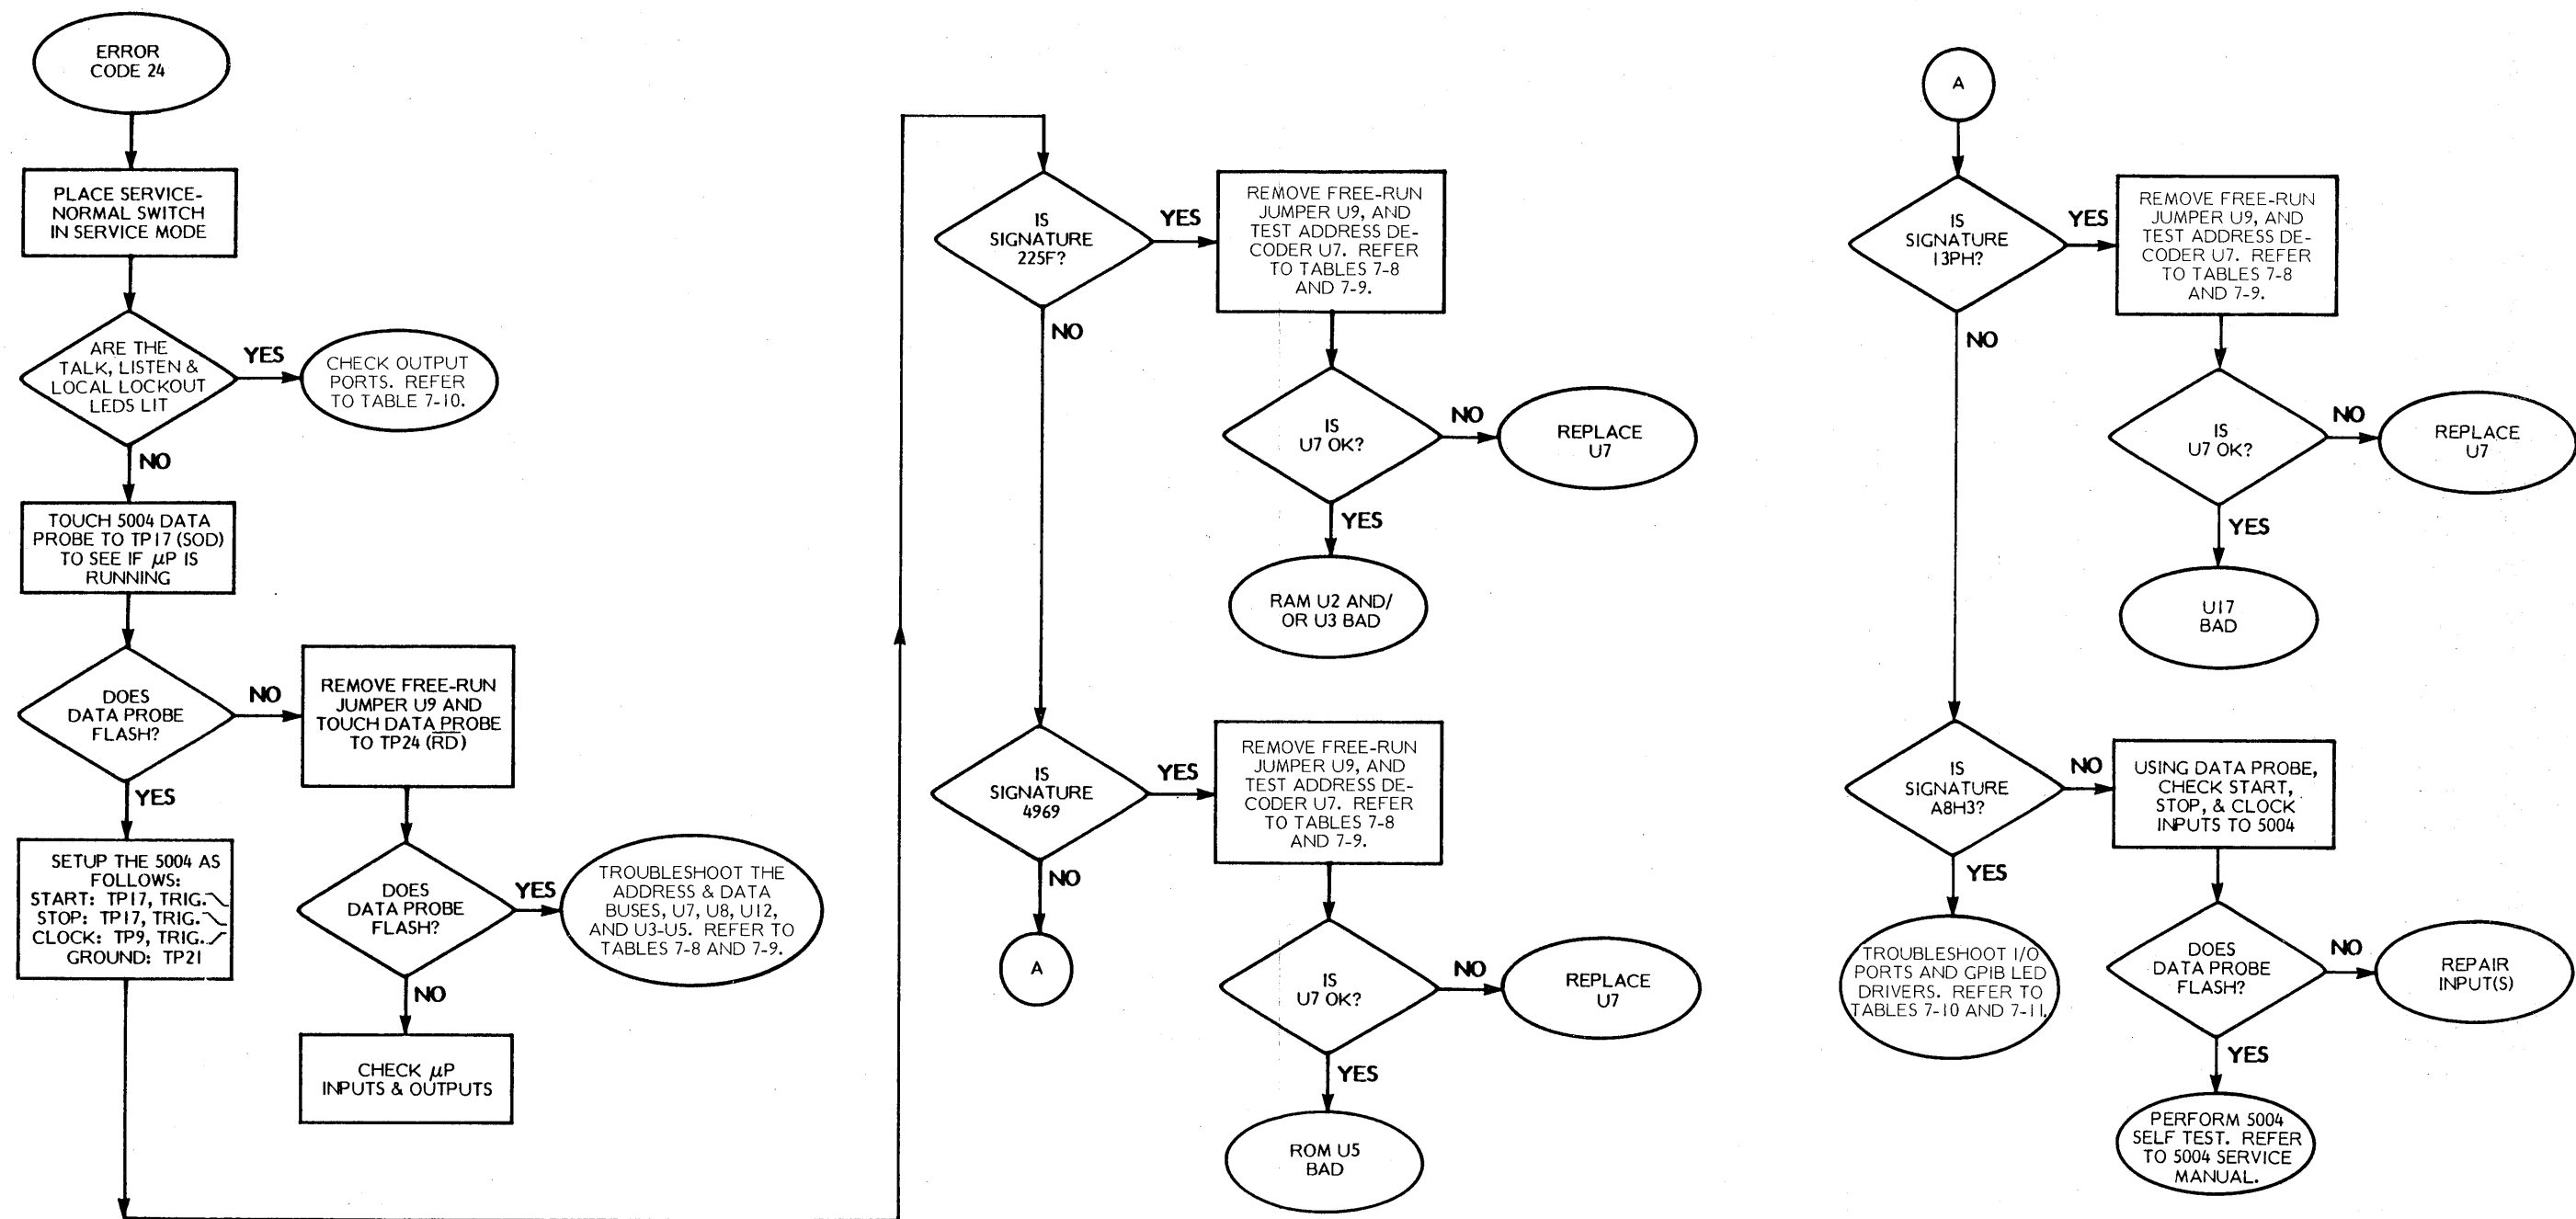 ERROR
CODE 24
PLACE SERVICE-
NORMAL SWITCH
IN SERVICE MODE
ARE THE
TALK, LISTEN &
LOCAL LOCKOUT
LEDS LIT
YES
CHECK OUTPUT
PORTS. REFER
TO TABLE 7-10.
NO
TOUCH 5004 DATA
PROBE TO TP17 (SOD)
TO SEE IF µP IS
RUNNING
DOES
DATA PROBE
FLASH?
NO
REMOVE FREE-RUN
JUMPER U9 AND
TOUCH DATA PROBE
TO TP24 (R̅D̅)
YES
SETUP THE 5004 AS
FOLLOWS:
START: TP17, TRIG.
STOP: TP17, TRIG.
CLOCK: TP9, TRIG.
GROUND: TP21
DOES
DATA PROBE
FLASH?
YES
TROUBLESHOOT THE
ADDRESS & DATA
BUSES, U7, U8, U12,
AND U3-U5. REFER TO
TABLES 7-8 AND 7-9.
NO
CHECK µP
INPUTS & OUTPUTS
IS
SIGNATURE
225F?
YES
REMOVE FREE-RUN
JUMPER U9, AND
TEST ADDRESS DE-
CODER U7. REFER
TO TABLES 7-8
AND 7-9.
NO
IS
U7 OK?
NO
REPLACE
U7
YES
RAM U2 AND/
OR U3 BAD
IS
SIGNATURE
4969
YES
REMOVE FREE-RUN
JUMPER U9, AND
TEST ADDRESS DE-
CODER U7. REFER
TO TABLES 7-8
AND 7-9.
NO
A
IS
U7 OK?
NO
REPLACE
U7
YES
ROM U5
BAD
A
IS
SIGNATURE
13PH?
YES
REMOVE FREE-RUN
JUMPER U9, AND
TEST ADDRESS DE-
CODER U7. REFER
TO TABLES 7-8
AND 7-9.
NO
IS
U7 OK?
NO
REPLACE
U7
YES
U17
BAD
IS
SIGNATURE
A8H3?
NO
USING DATA PROBE,
CHECK START,
STOP, & CLOCK
INPUTS TO 5004
YES
TROUBLESHOOT I/O
PORTS AND GPIB LED
DRIVERS. REFER TO
TABLES 7-10 AND 7-11.
DOES
DATA PROBE
FLASH?
NO
REPAIR
INPUT(S)
YES
PERFORM 5004
SELF TEST. REFER
TO 5004 SERVICE
MANUAL.